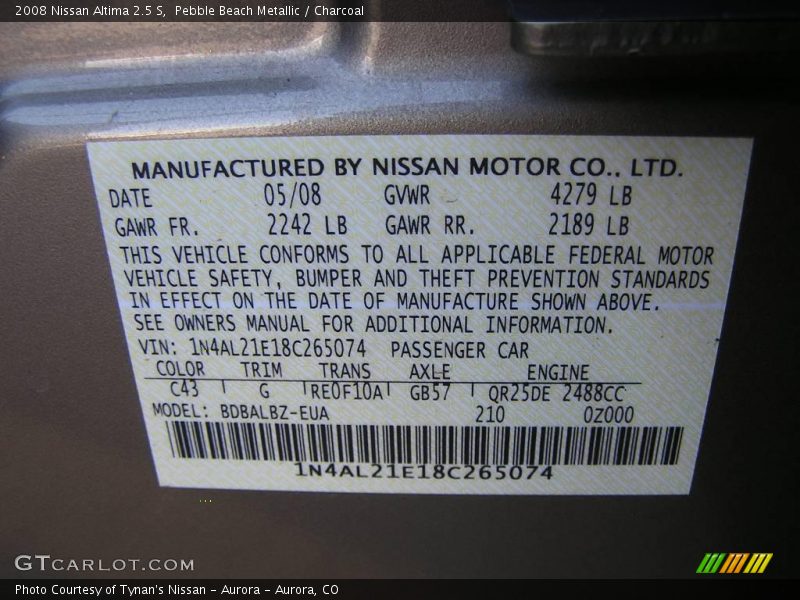 2008 Nissan Altima 2.5 S, Pebble Beach Metallic / Charcoal
MANUFACTURED BY NISSAN MOTOR CO., LTD.
DATE 05/08 GVWR 4279 LB
GAWR FR. 2242 LB GAWR RR. 2189 LB
THIS VEHICLE CONFORMS TO ALL APPLICABLE FEDERAL MOTOR
VEHICLE SAFETY, BUMPER AND THEFT PREVENTION STANDARDS
IN EFFECT ON THE DATE OF MANUFACTURE SHOWN ABOVE.
SEE OWNERS MANUAL FOR ADDITIONAL INFORMATION.
VIN: 1N4AL21E18C265074 PASSENGER CAR
COLOR TRIM TRANS AXLE ENGINE
C43 G RE0F10A GB57 QR25DE 2488CC
MODEL: BDBALBZ-EUA 210 0Z000
1N4AL21E18C265074
GTCARLOT.COM
Photo Courtesy of Tynan's Nissan - Aurora - Aurora, CO